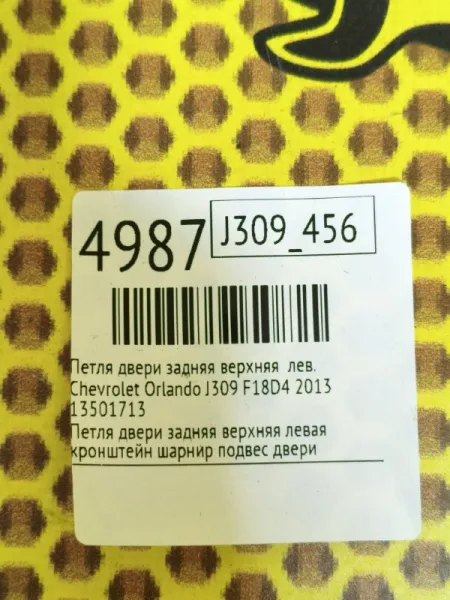 4987 J309_456
Петля двери задняя верхняя лев.
Chevrolet Orlando J309 F18D4 2013
13501713
Петля двери задняя верхняя левая
кронштейн шарнир подвес двери